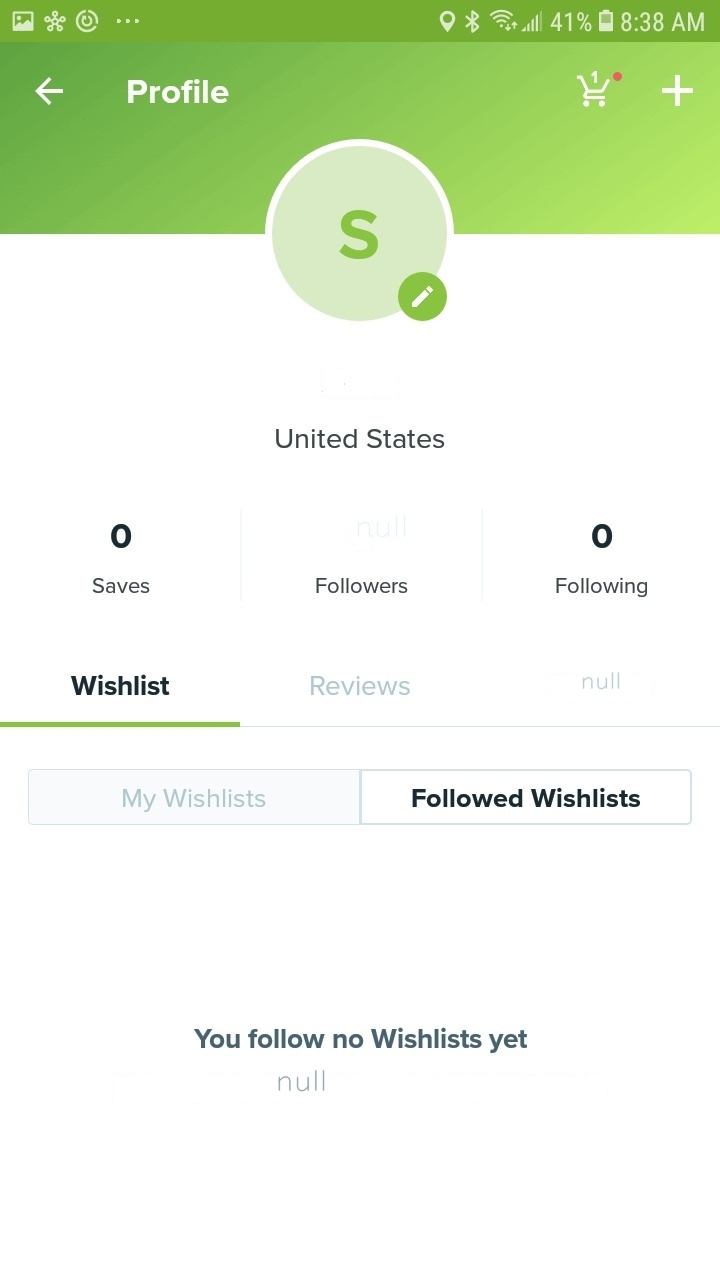 41% 8:38 AM
Profile
1
S
United States
0 null 0
Saves Followers Following
Wishlist Reviews null
My Wishlists Followed Wishlists
You follow no Wishlists yet
null